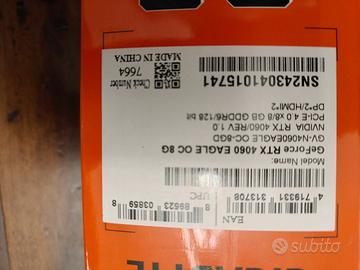 Model Name:
GeForce RTX 4060 EAGLE OC 8G
GV-N4060EAGLE OC-8GD
NVIDIA RTX 4060/REV 1.0
PCI-E 4.0 X8/8 GB GDDR6/128 bit
DP*2/HDMI*2
SN243041015741
EAN
4 719331 313708
UPC
8 89523 03859 8
Check Number
7664
MADE IN CHINA
subito